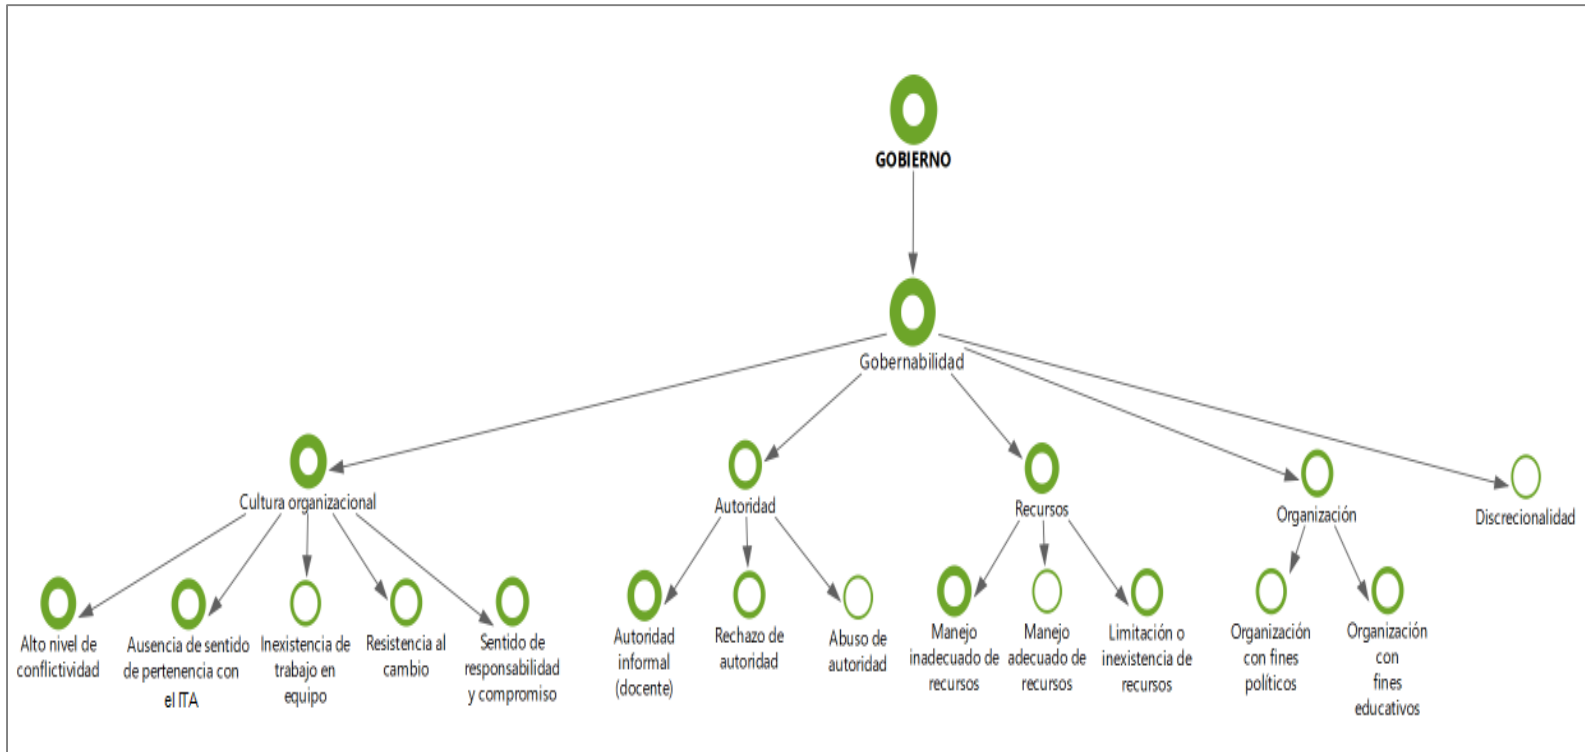 GOBIERNO
Gobernabilidad
Cultura organizacional
Autoridad
Recursos
Organización
Discrecionalidad
Alto nivel de
conflictividad
Ausencia de sentido
de pertenencia con
el ITA
Inexistencia de
trabajo en
equipo
Resistencia al
cambio
Sentido de
responsabilidad
y compromiso
Autoridad
informal
(docente)
Rechazo de
autoridad
Abuso de
autoridad
Manejo
inadecuado de
recursos
Manejo
adecuado de
recursos
Limitación o
inexistencia de
recursos
Organización
con fines
políticos
Organización
con
fines
educativos